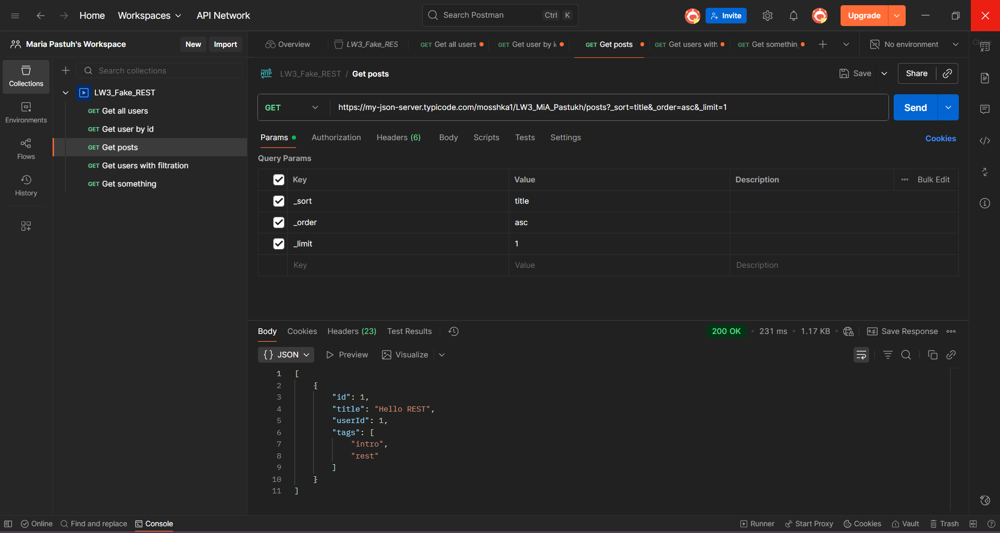 Home Workspaces API Network Search Postman Ctrl K Invite Upgrade
Maria Pastuh's Workspace New Import Overview LW3_Fake_RES GET Get all users GET Get user by i GET Get posts GET Get users with GET Get somethin No environment
Collections
Environments
Flows
History
Search collections
LW3_Fake_REST
GET Get all users
GET Get user by id
GET Get posts
GET Get users with filtration
GET Get something
HTTP LW3_Fake_REST / Get posts Save Share
GET https://my-json-server.typicode.com/mosshka1/LW3_MiA_Pastukh/posts?_sort=title&_order=asc&_limit=1 Send
Params Authorization Headers (6) Body Scripts Tests Settings Cookies
Query Params
Key Value Description Bulk Edit
_sort title
_order asc
_limit 1
Key Value Description
Body Cookies Headers (23) Test Results 200 OK 231 ms 1.17 KB e.g. Save Response
{} JSON Preview Visualize
1 [
2 {
3 "id": 1,
4 "title": "Hello REST",
5 "userId": 1,
6 "tags": [
7 "intro",
8 "rest"
9 ]
10 }
11 ]
Online Find and replace Console Runner Start Proxy Cookies Vault Trash